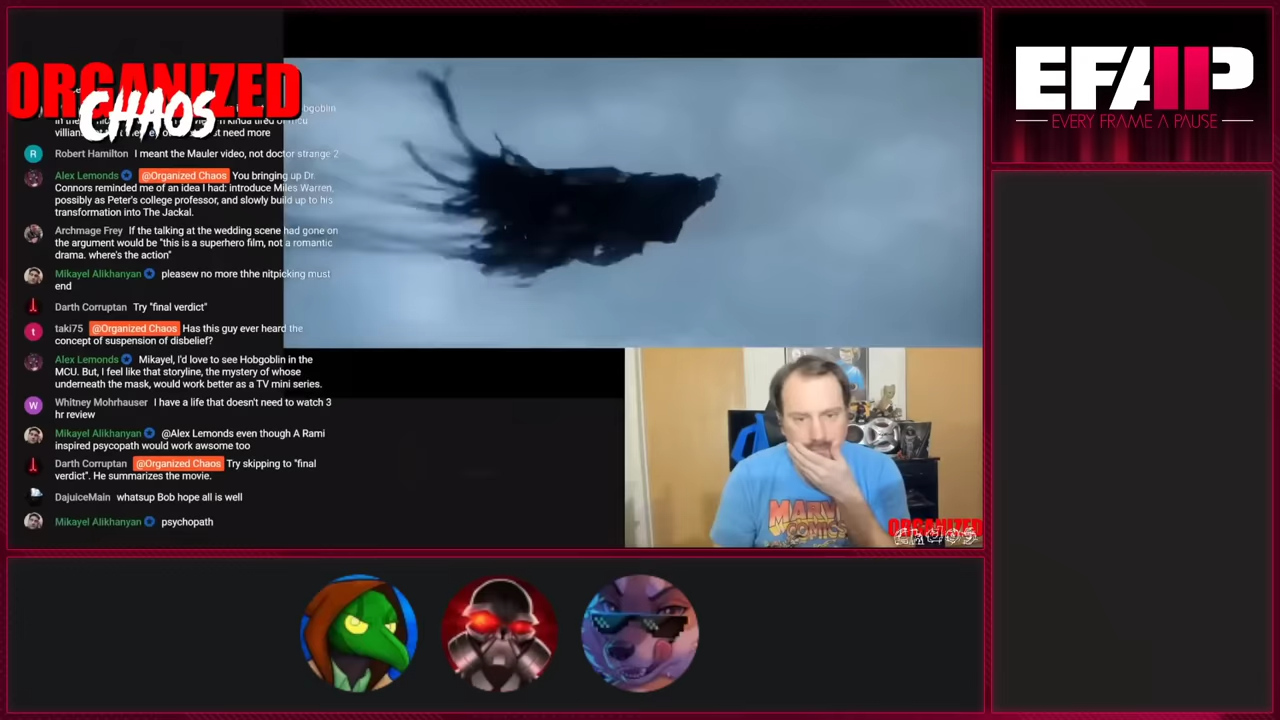 ORGANIZED
CHAOS
EFAP
EVERY FRAME A PAUSE
villians
need more
Robert Hamilton I meant the Mauler video, not doctor strange 2
Alex Lemonds @Organized Chaos You bringing up Dr.
Connors reminded me of an idea I had: introduce Miles Warren,
possibly as Peter's college professor, and slowly build up to his
transformation into The Jackal.
Archmage Frey If the talking at the wedding scene had gone on
the argument would be "this is a superhero film, not a romantic
drama. where's the action"
Mikayel Alikhanyan pleasew no more thhe nitpicking must
end
Darth Corruptan Try "final verdict"
t taki75 @Organized Chaos Has this guy ever heard the
concept of suspension of disbelief?
Alex Lemonds Mikayel, I'd love to see Hobgoblin in the
MCU. But, I feel like that storyline, the mystery of whose
underneath the mask, would work better as a TV mini series.
W Whitney Mohrhauser I have a life that doesn't need to watch 3
hr review
Mikayel Alikhanyan @Alex Lemonds even though A Rami
inspired psycopath would work awsome too
Darth Corruptan @Organized Chaos Try skipping to "final
verdict". He summarizes the movie.
DajuiceMain whatsup Bob hope all is well
Mikayel Alikhanyan psychopath
MARV
COMICS
ORGANIZED
CHAOS